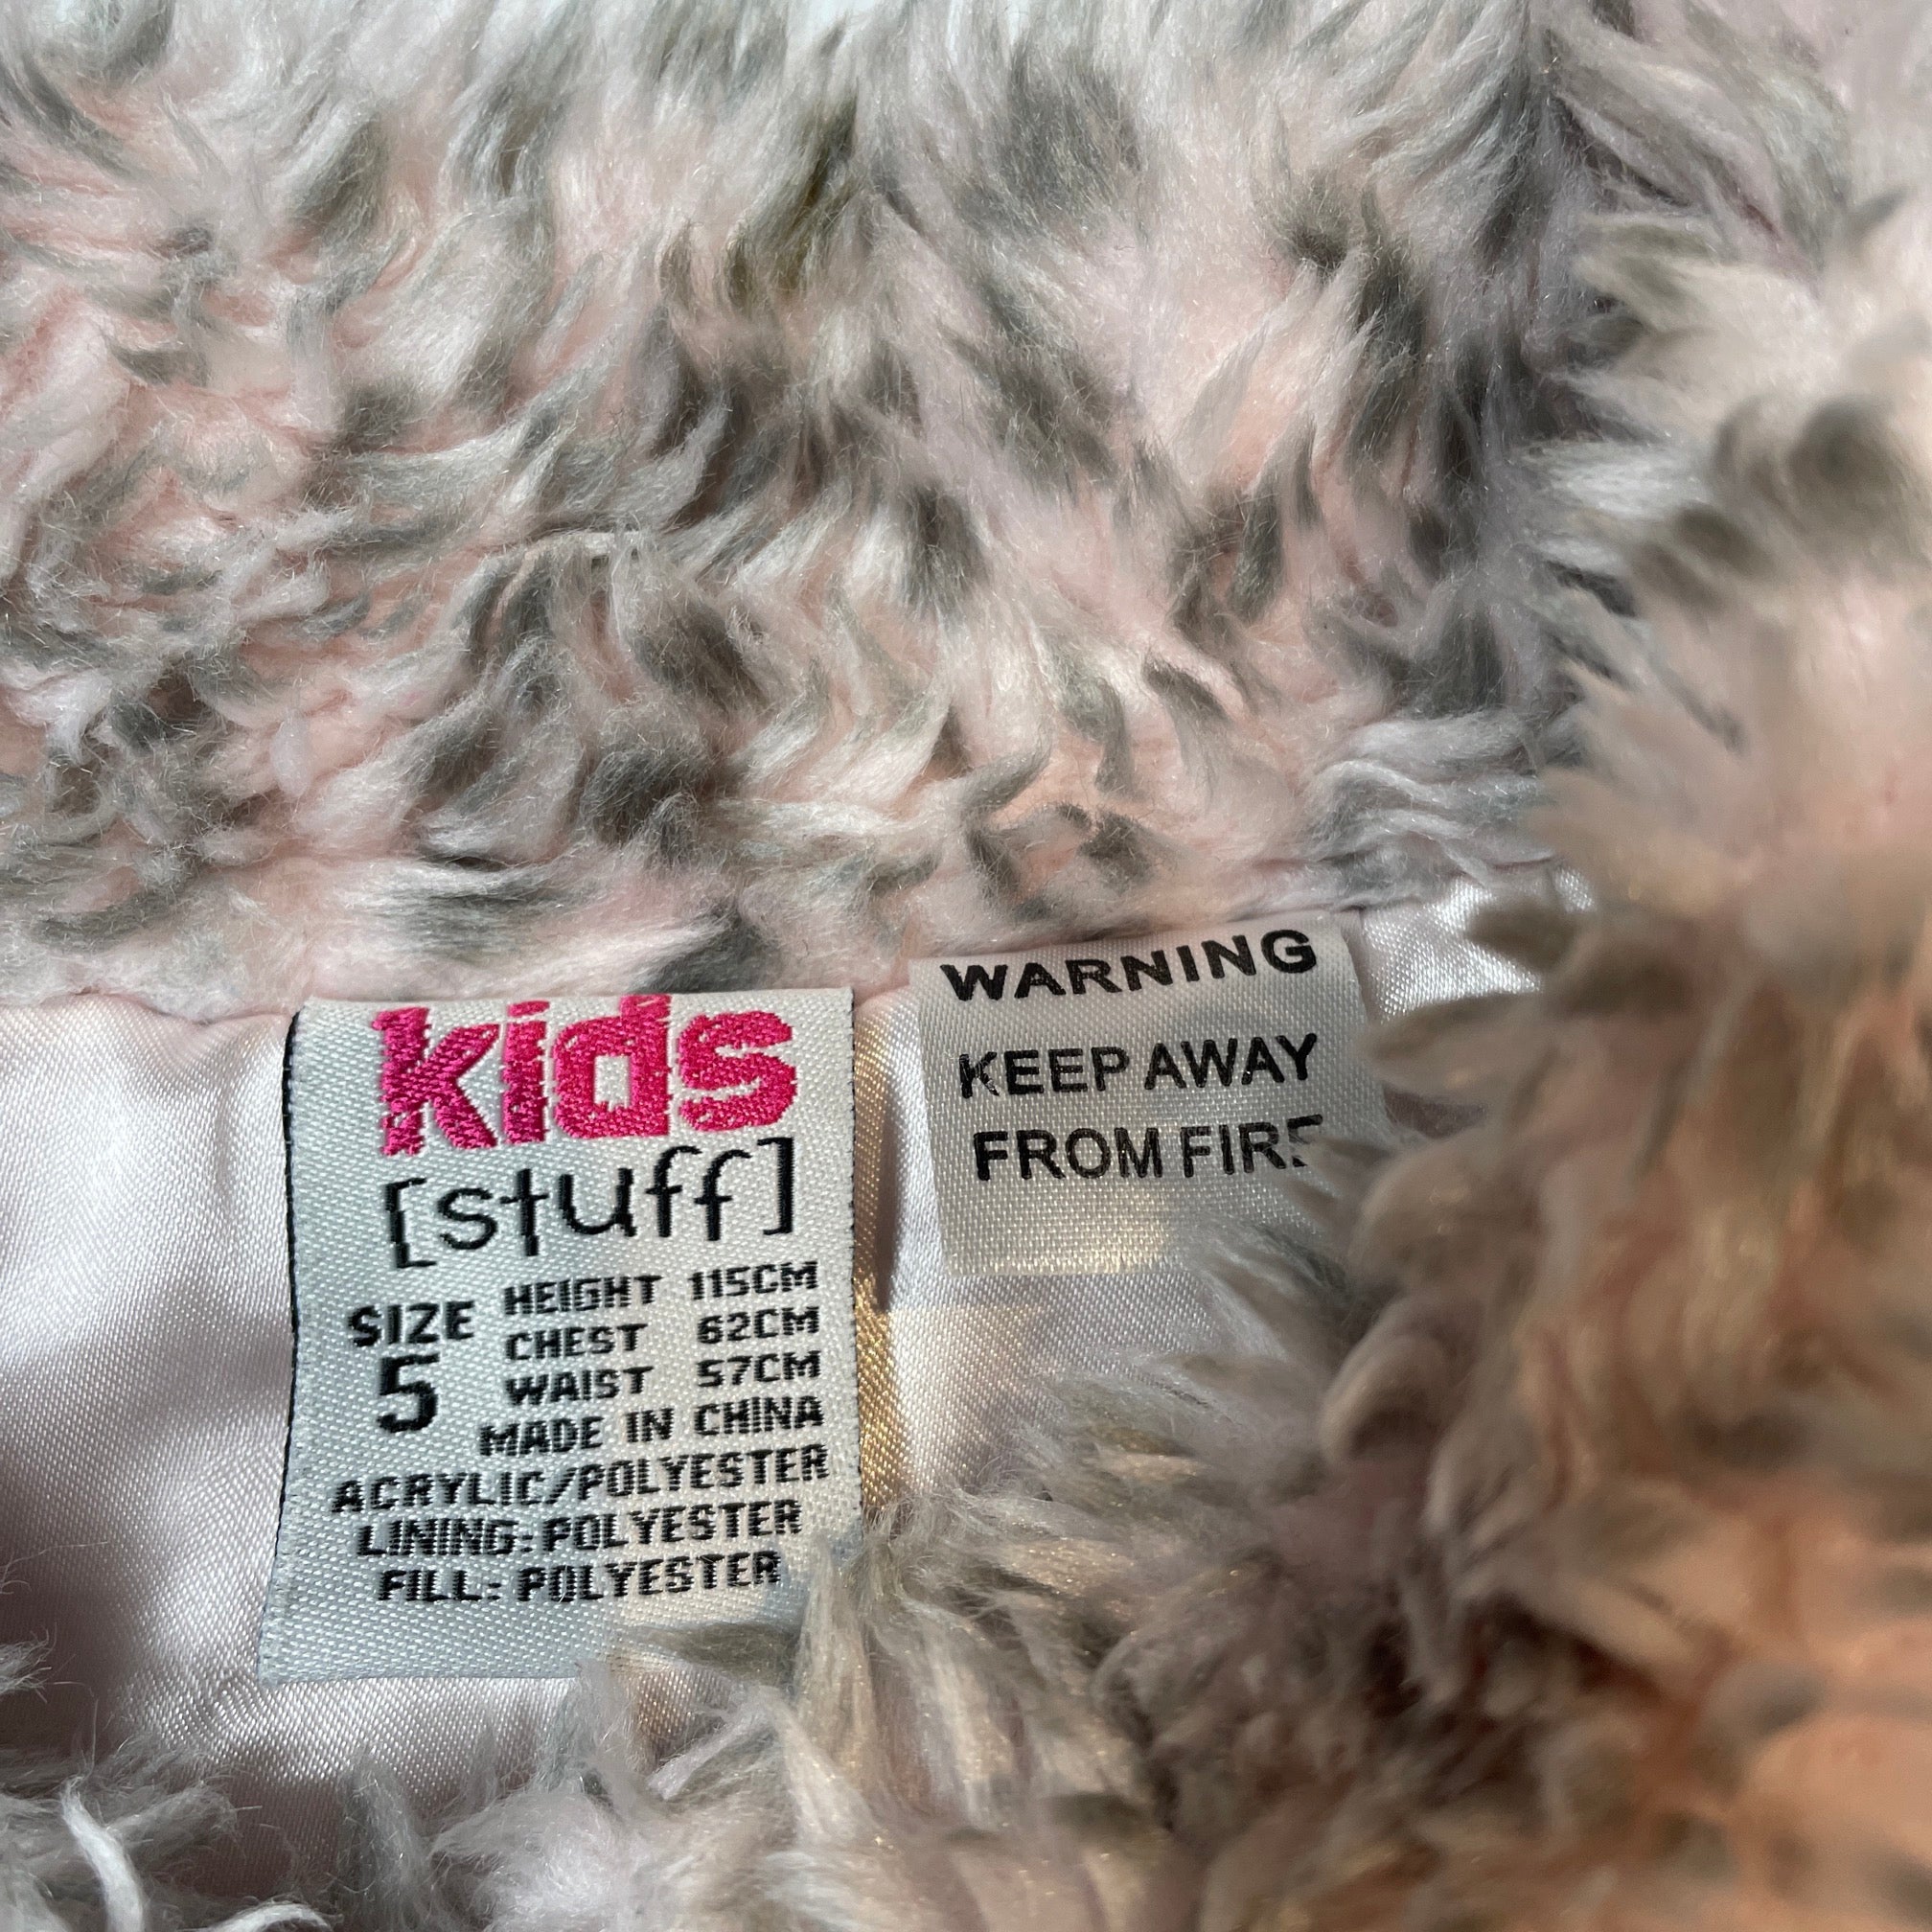 kids
[stuff]
SIZE
5
HEIGHT 115CM
CHEST 62CM
WAIST 57CM
MADE IN CHINA
ACRYLIC/POLYESTER
LINING: POLYESTER
FILL: POLYESTER
WARNING
KEEP AWAY
FROM FIRE